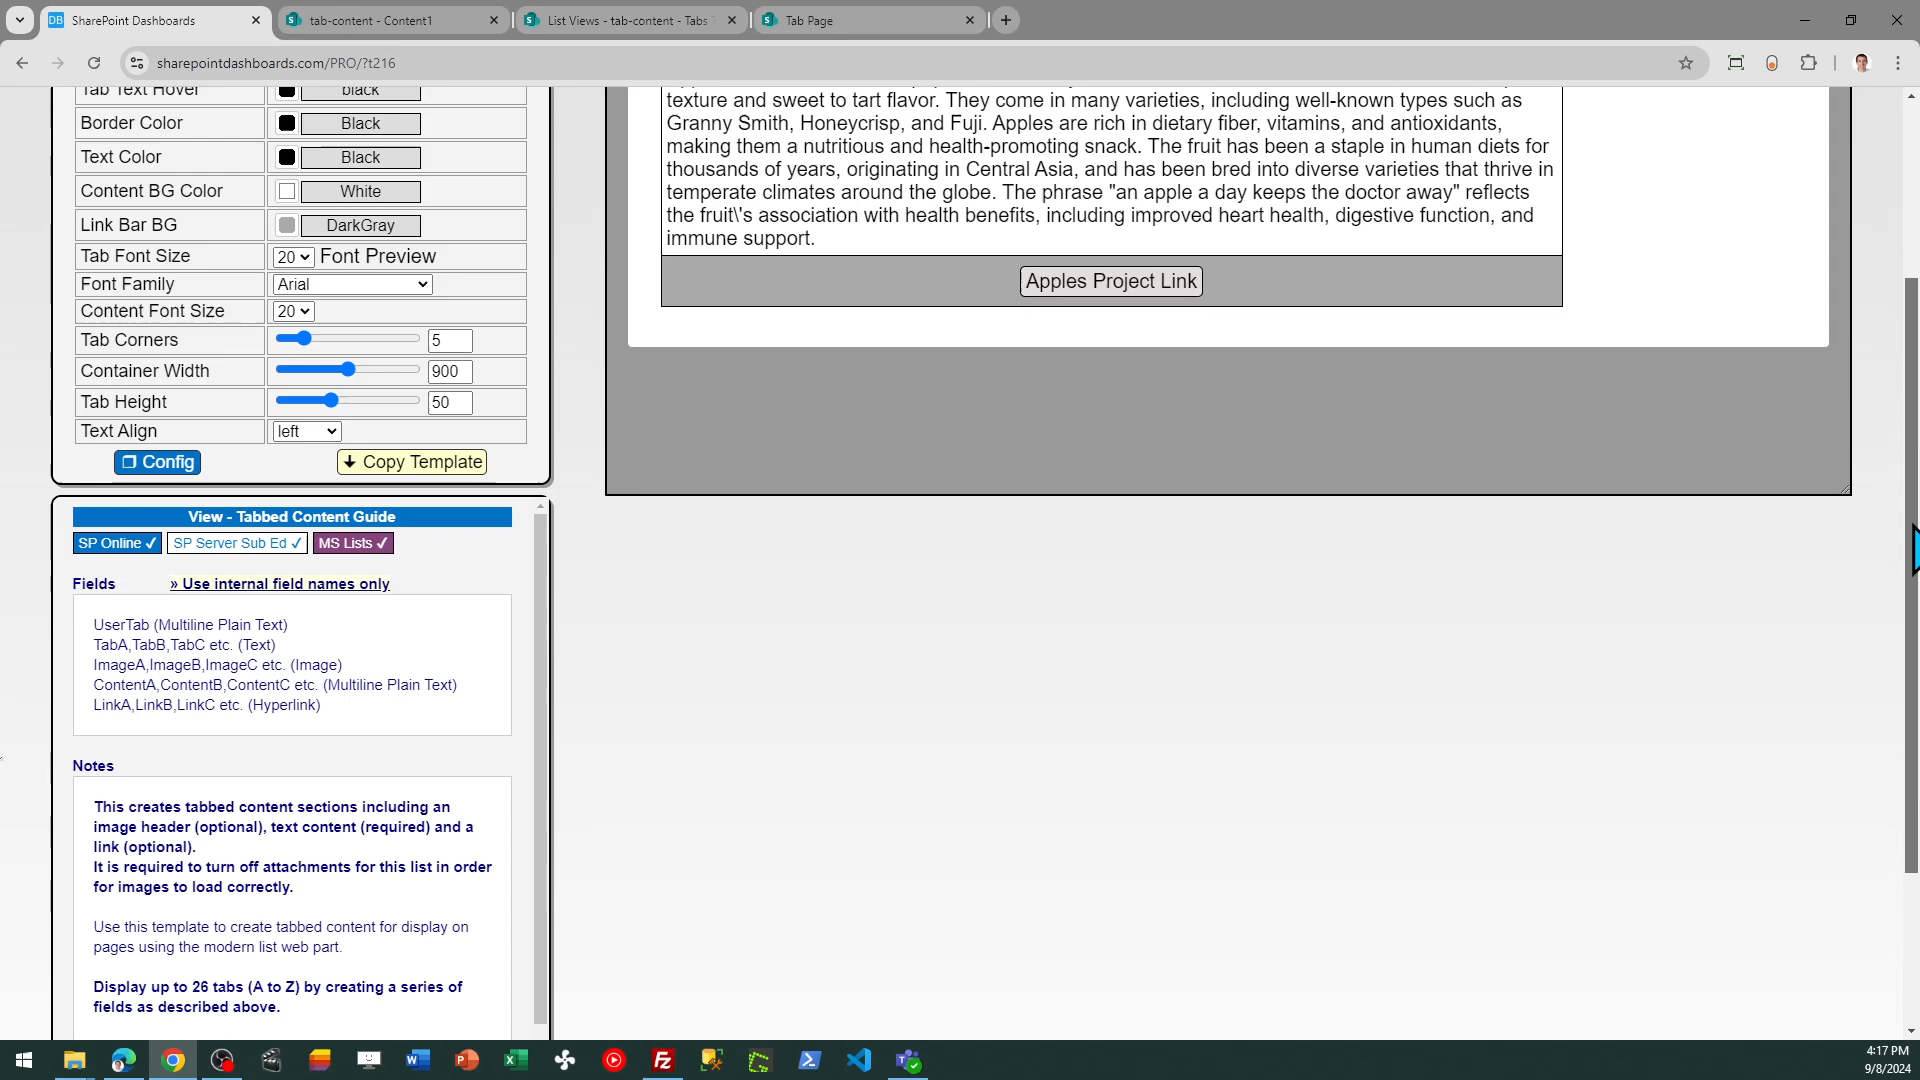 SharePoint Dashboards
tab-content - Content1
List Views - tab-content - Tabs
Tab Page
sharepointdashboards.com/PRO/?t216
Tab Text Hover
black
Border Color
Black
Text Color
Black
Content BG Color
White
Link Bar BG
DarkGray
Tab Font Size
20
Font Preview
Font Family
Arial
Content Font Size
20
Tab Corners
5
Container Width
900
Tab Height
50
Text Align
left
Config
Copy Template
View - Tabbed Content Guide
SP Online ✓
SP Server Sub Ed ✓
MS Lists ✓
Fields
» Use internal field names only
UserTab (Multiline Plain Text)
TabA,TabB,TabC etc. (Text)
ImageA,ImageB,ImageC etc. (Image)
ContentA,ContentB,ContentC etc. (Multiline Plain Text)
LinkA,LinkB,LinkC etc. (Hyperlink)
Notes
This creates tabbed content sections including an
image header (optional), text content (required) and a
link (optional).
It is required to turn off attachments for this list in order
for images to load correctly.
Use this template to create tabbed content for display on
pages using the modern list web part.
Display up to 26 tabs (A to Z) by creating a series of
fields as described above.
texture and sweet to tart flavor. They come in many varieties, including well-known types such as
Granny Smith, Honeycrisp, and Fuji. Apples are rich in dietary fiber, vitamins, and antioxidants,
making them a nutritious and health-promoting snack. The fruit has been a staple in human diets for
thousands of years, originating in Central Asia, and has been bred into diverse varieties that thrive in
temperate climates around the globe. The phrase "an apple a day keeps the doctor away" reflects
the fruit\'s association with health benefits, including improved heart health, digestive function, and
immune support.
Apples Project Link
4:17 PM
9/8/2024